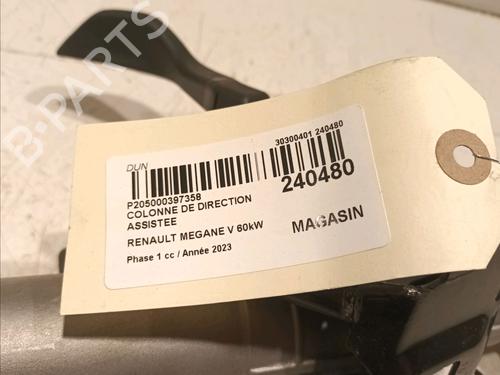 B-PARTS
DUN
30300401 240480
P205000397358
240480
COLONNE DE DIRECTION
ASSISTEE
RENAULT MEGANE V 60kW
MAGASIN
Phase 1 cc / Année 2023